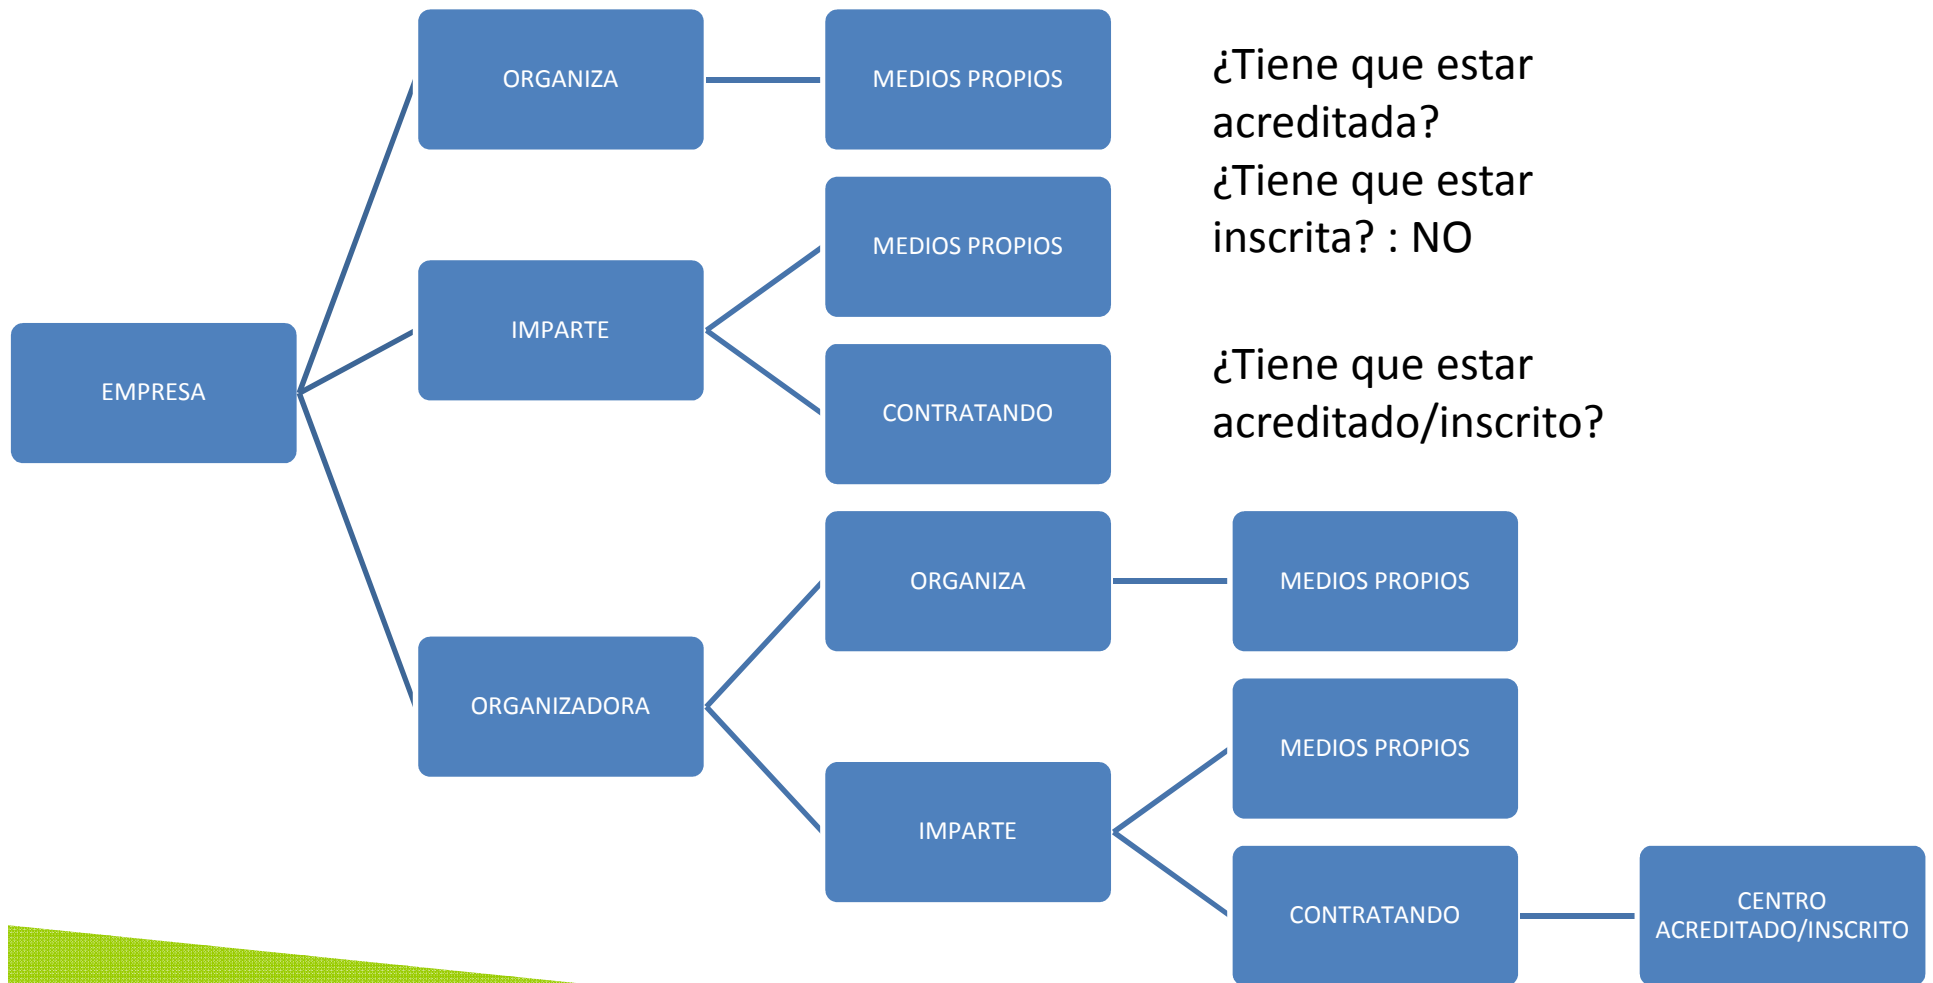 ORGANIZA
MEDIOS PROPIOS
¿Tiene que estar
acreditada?
¿Tiene que estar
inscrita? : NO
MEDIOS PROPIOS
IMPARTE
EMPRESA
CONTRATANDO
¿Tiene que estar
acreditado/inscrito?
ORGANIZA
MEDIOS PROPIOS
ORGANIZADORA
MEDIOS PROPIOS
IMPARTE
CONTRATANDO
CENTRO
ACREDITADO/INSCRITO